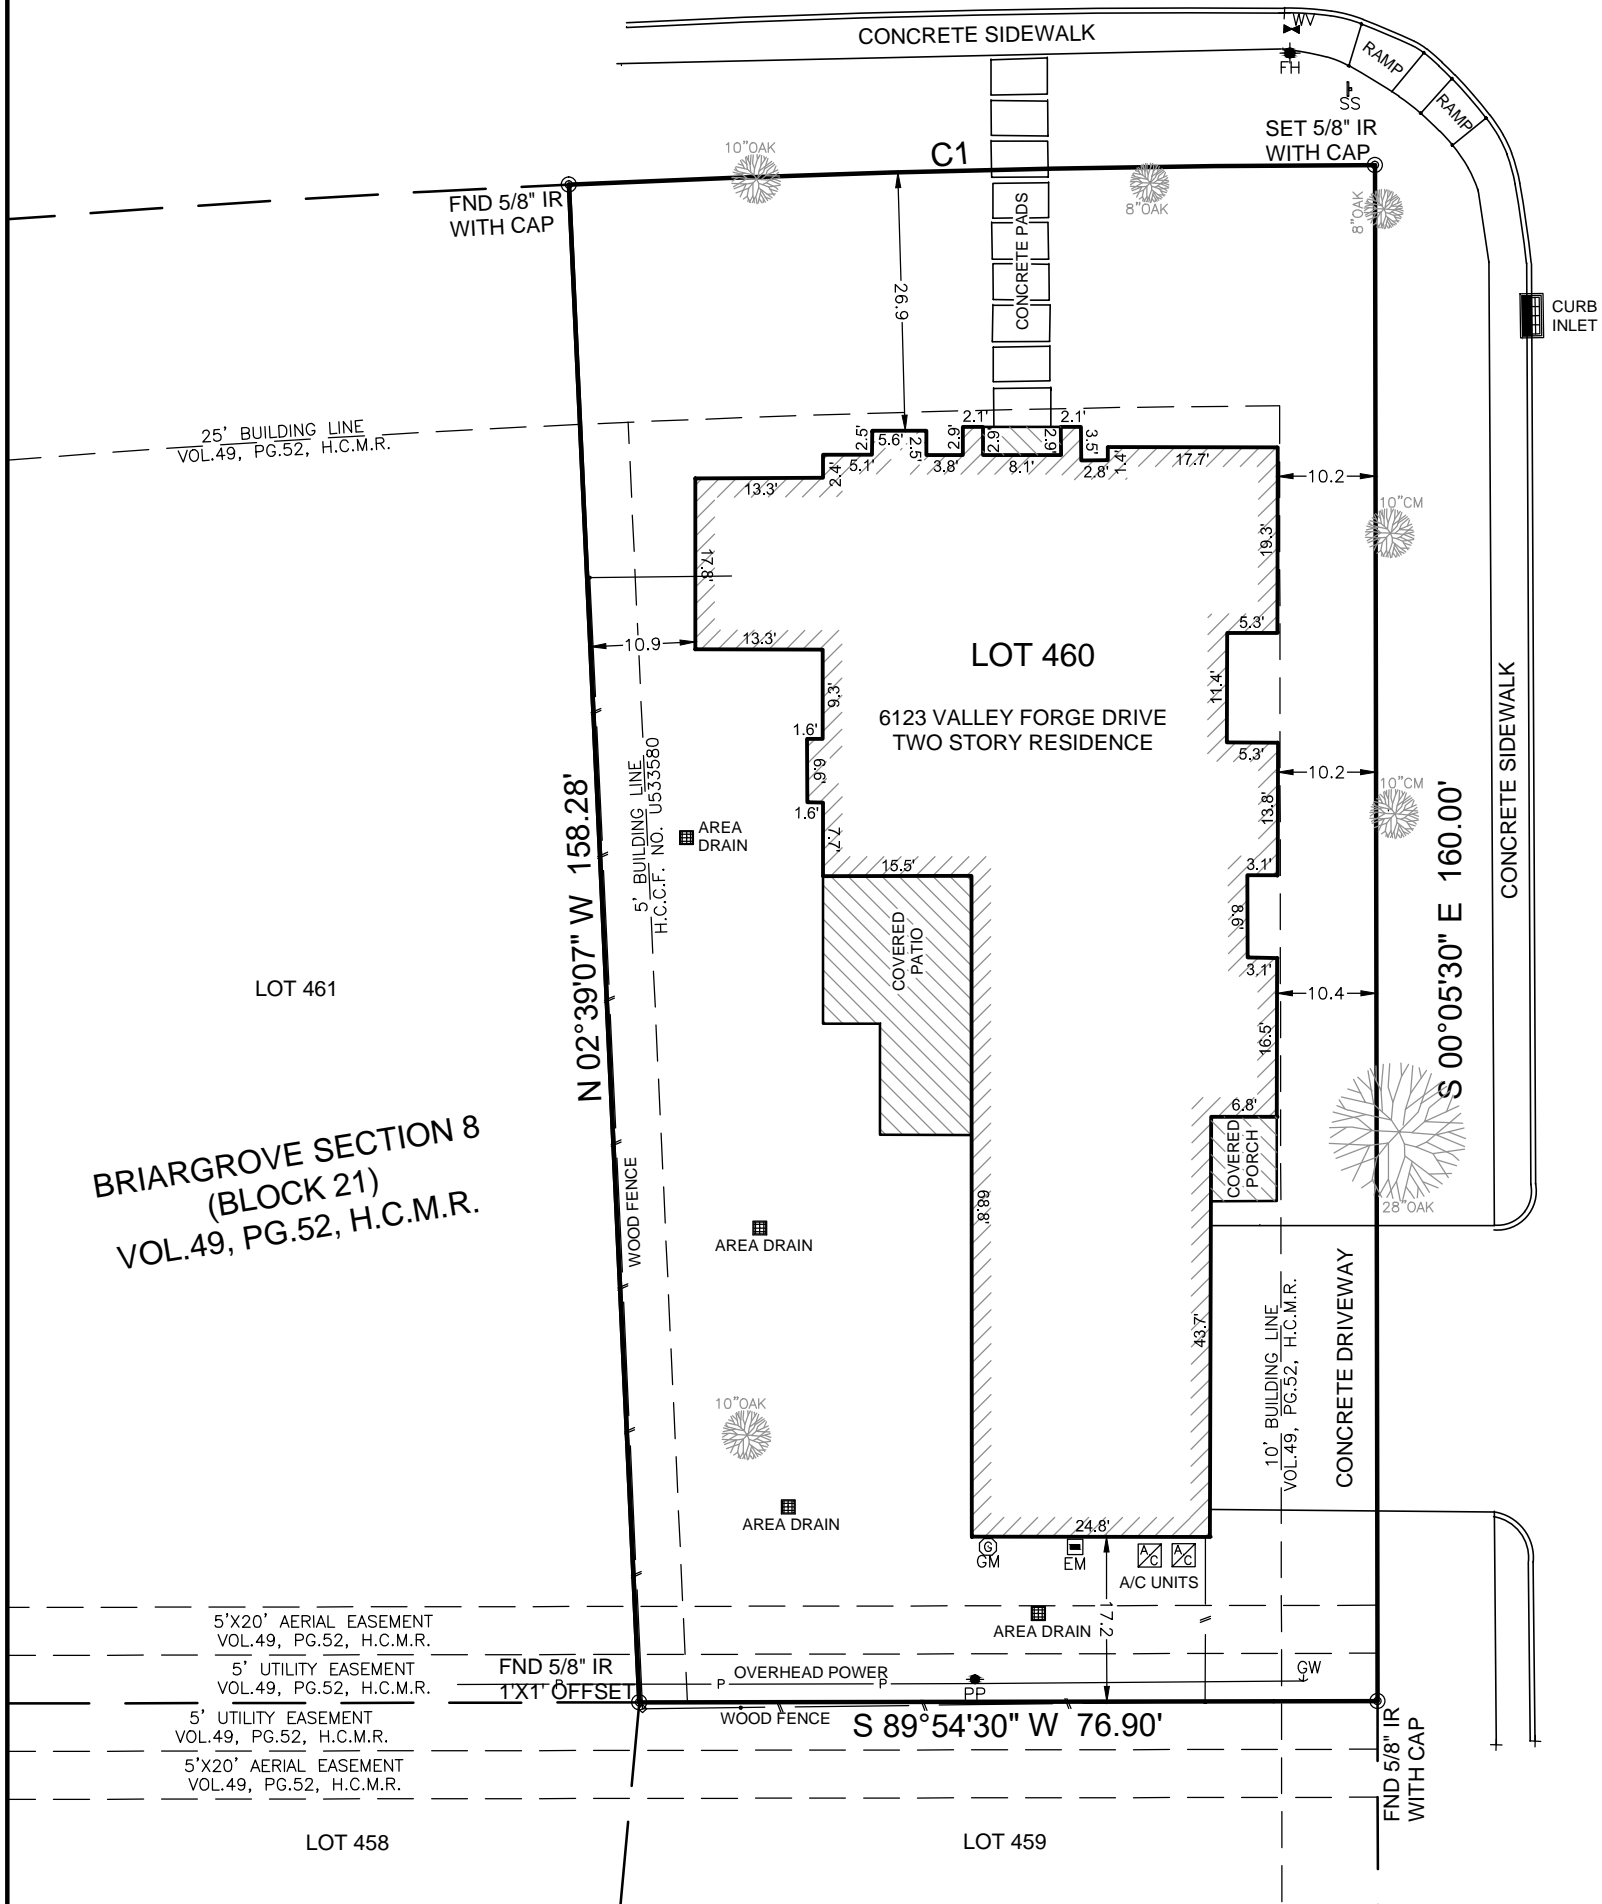 CONCRETE SIDEWALK
WV
FH
RAMP
RAMP
SS
SET 5/8" IR
WITH CAP
10"OAK
C1
8"OAK
8"OAK
FND 5/8" IR
WITH CAP
CONCRETE PADS
26.9
CURB
INLET
25' BUILDING LINE
VOL.49, PG.52, H.C.M.R.
13.3'
2.4'
5.1'
2.5'
5.6'
2.5'
3.8'
2.6'
2.1'
2.9'
8.1'
2.9'
2.1'
3.5'
2.8'
1.4'
17.7'
10.2
10"CM
17.8'
19.3'
13.3'
10.9
5.3'
LOT 460
11.4'
9.3'
6123 VALLEY FORGE DRIVE
TWO STORY RESIDENCE
CONCRETE SIDEWALK
1.6'
6.6'
1.6'
7.7'
5.3'
10.2
13.8'
10"CM
N 02°39'07" W 158.28'
5' BUILDING LINE
H.C.C.F. NO. U533580
AREA
DRAIN
S 00°05'30" E 160.00'
15.5'
3.1'
8.6'
3.1'
COVERED
PATIO
LOT 461
10.4
16.5'
6.8'
COVERED
PORCH
28"OAK
BRIARGROVE SECTION 8
(BLOCK 21)
VOL.49, PG.52, H.C.M.R.
WOOD FENCE
68.8'
AREA DRAIN
43.7'
10' BUILDING LINE
VOL.49, PG.52, H.C.M.R.
CONCRETE DRIVEWAY
10"OAK
AREA DRAIN
24.8'
G
GM
EM
A/C
A/C
A/C UNITS
17.2
5'X20' AERIAL EASEMENT
VOL.49, PG.52, H.C.M.R.
AREA DRAIN
5' UTILITY EASEMENT
VOL.49, PG.52, H.C.M.R.
FND 5/8" IR
1'X1' OFFSET
P
P
OVERHEAD POWER
P
PP
GW
5' UTILITY EASEMENT
VOL.49, PG.52, H.C.M.R.
WOOD FENCE
S 89°54'30" W 76.90'
5'X20' AERIAL EASEMENT
VOL.49, PG.52, H.C.M.R.
FND 5/8" IR
WITH CAP
LOT 458
LOT 459